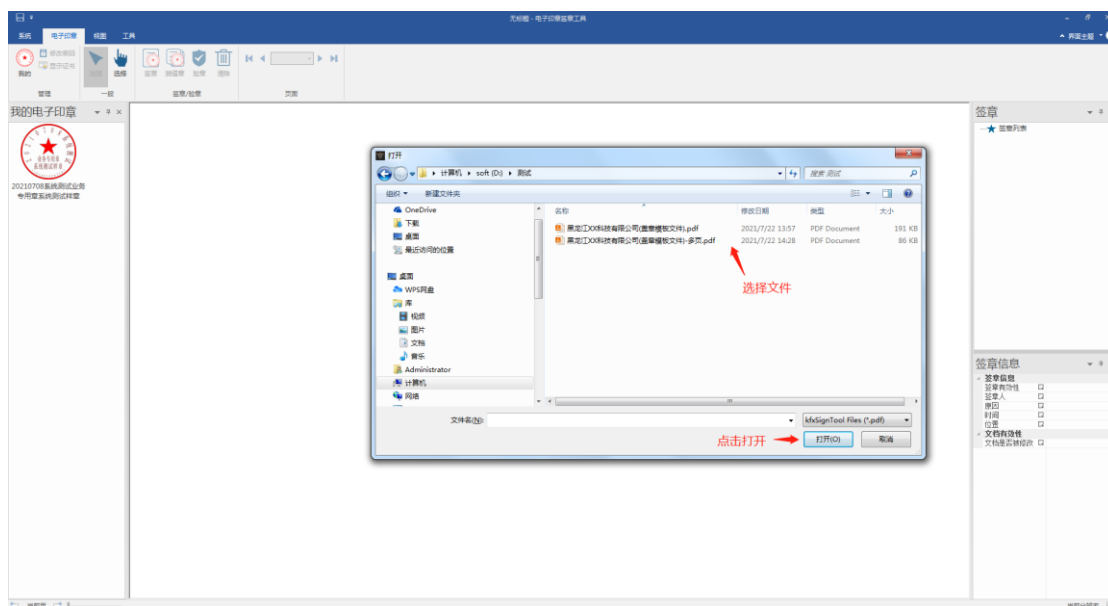 无标题 - 电子印章签章工具
系统 电子印章 视图 工具
界面主题
我的
修改密码
显示证书
选择
签章
验章
清除
管理
一般
签章/验章
页面
我的电子印章
20210708系统测试业务
专用章系统测试样章
打开
计算机 ▸ soft (D:) ▸ 测试
搜索 测试
组织 新建文件夹
OneDrive
下载
桌面
最近访问的位置
桌面
WPS网盘
库
视频
图片
文档
音乐
Administrator
计算机
网络
名称 修改日期 类型 大小
黑龙江XX科技有限公司(盖章模板文件).pdf 2021/7/22 13:57 PDF Document 191 KB
黑龙江XX科技有限公司(盖章模板文件)-多页.pdf 2021/7/22 14:28 PDF Document 86 KB
选择文件
文件名(N):
kfxSignTool Files (*.pdf)
点击打开
打开(O)
取消
签章
签章列表
签章信息
签章信息
签章有效性
签章人
原因
时间
位置
文档有效性
文档是否被修改